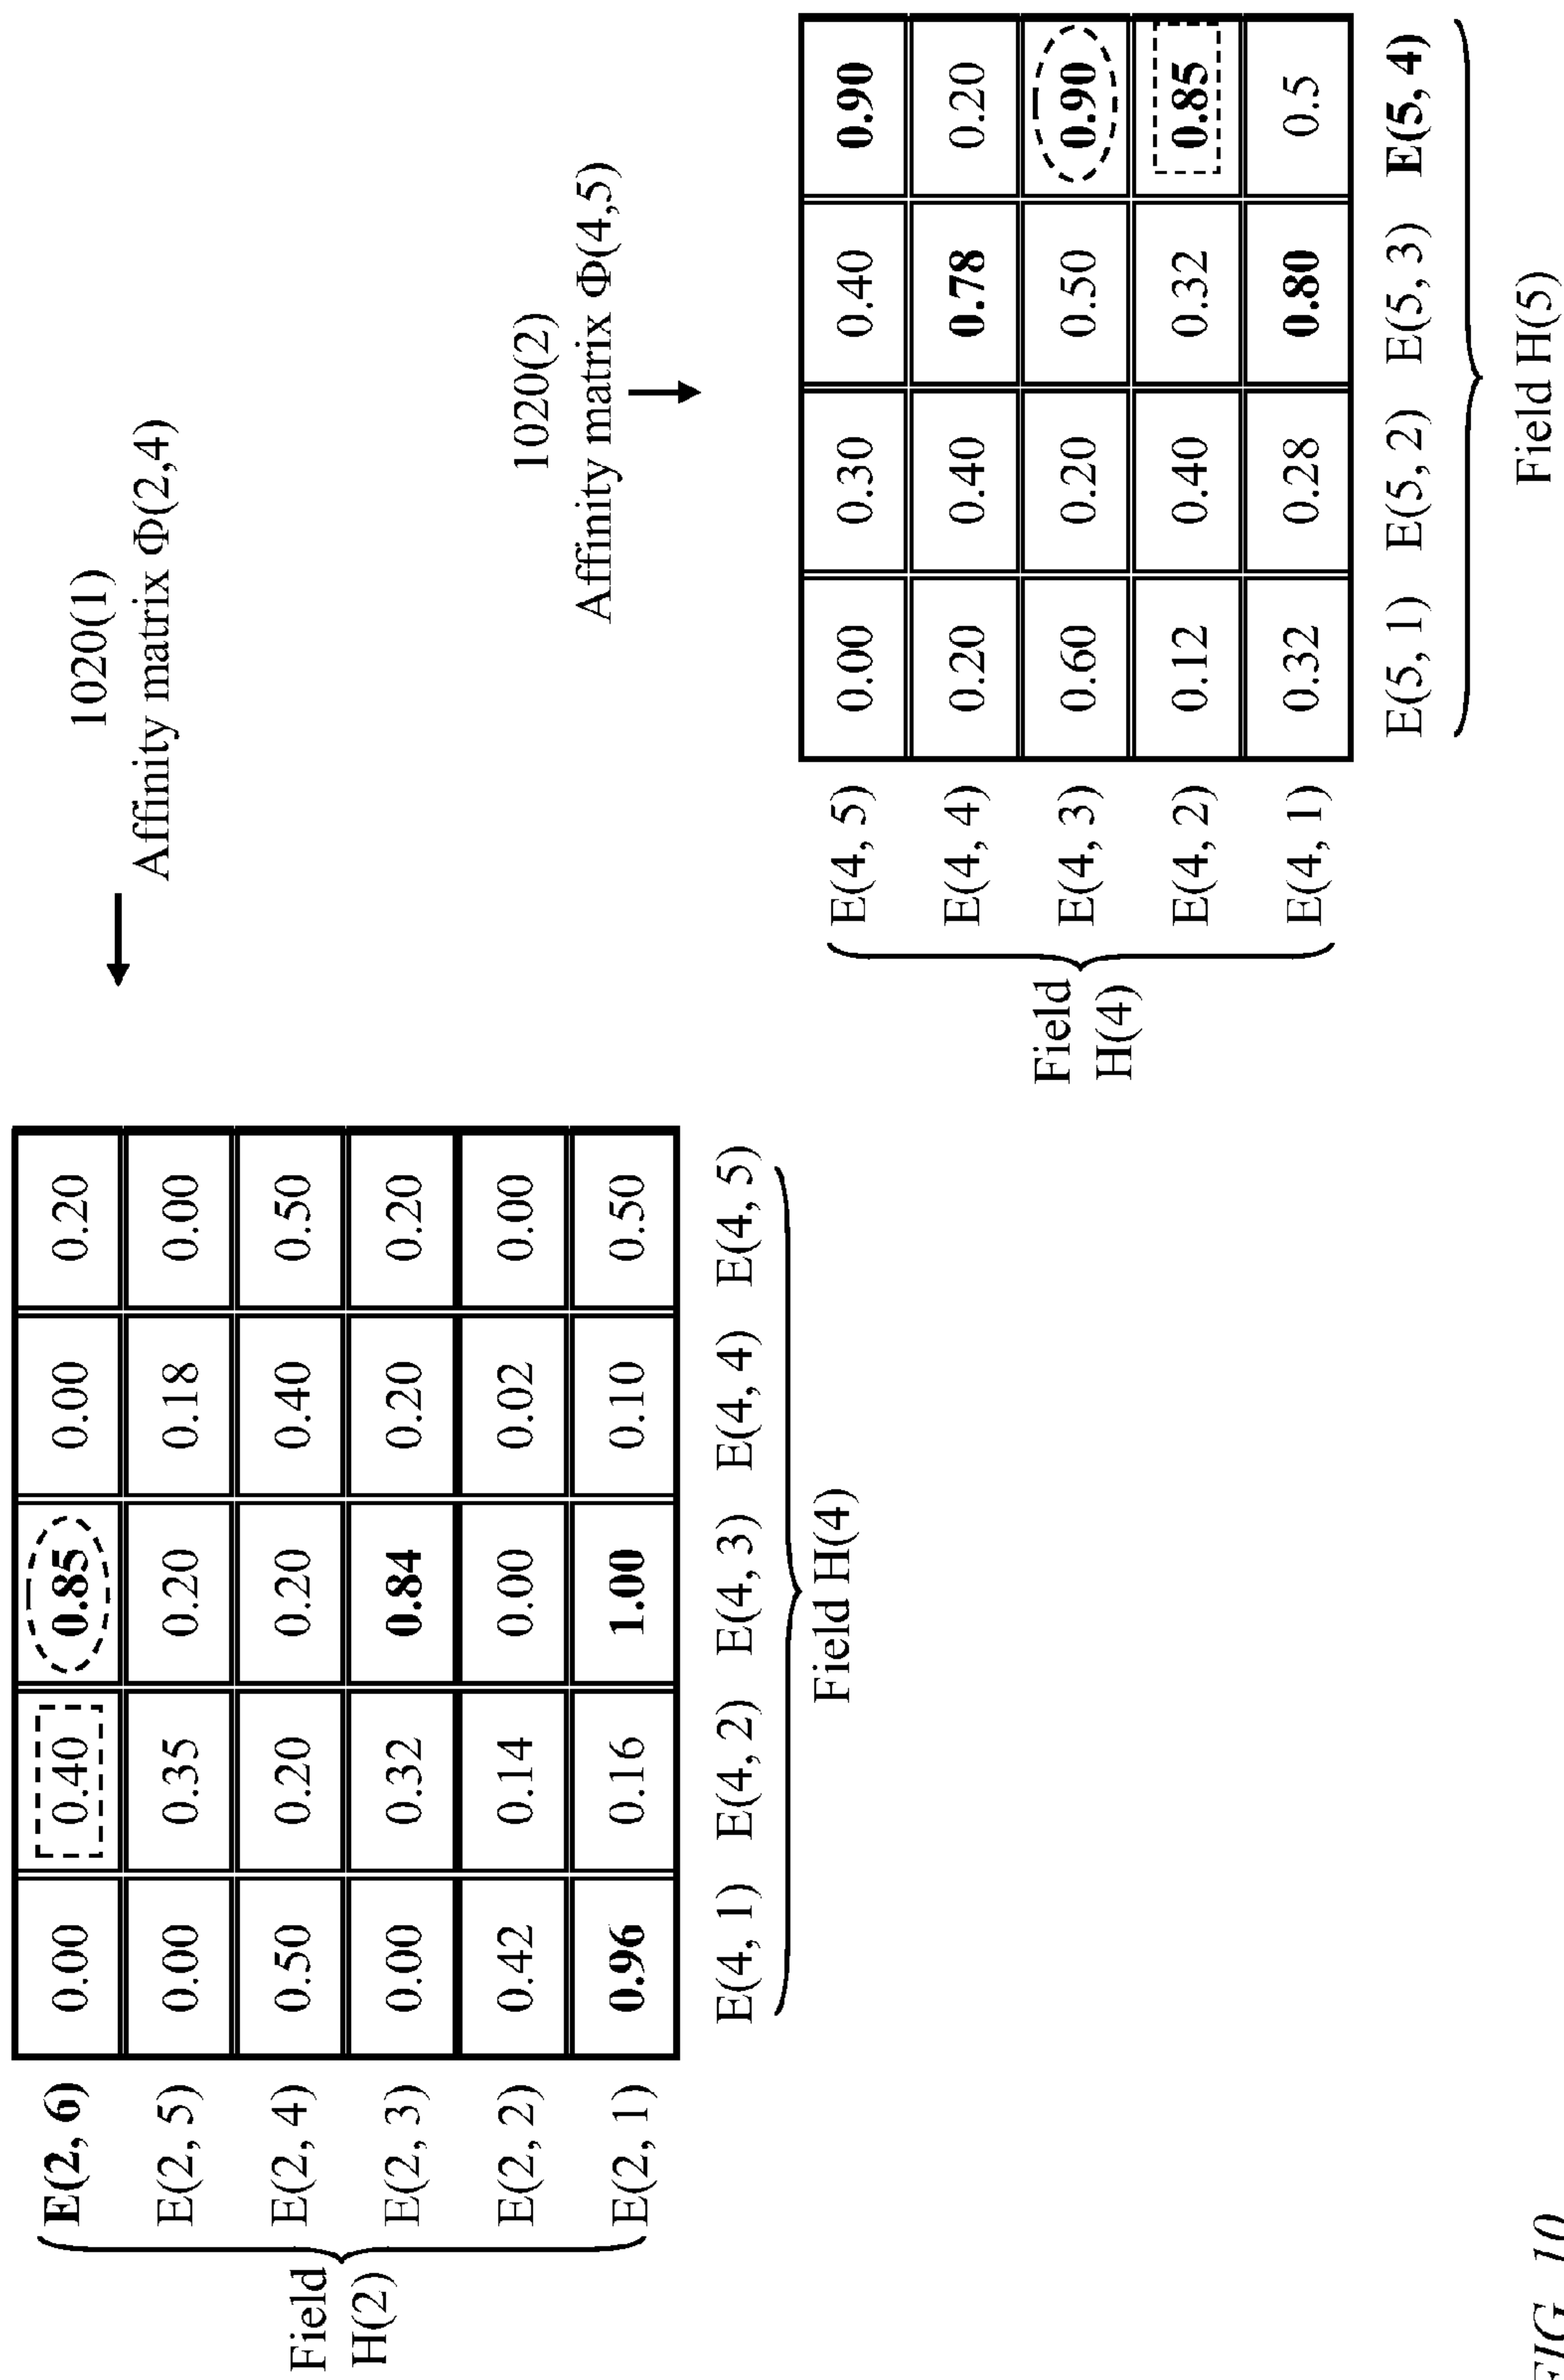 1020(1)
Affinity matrix Φ(2,4)
E(2, 6) 0.00 0.40 0.85 0.00 0.20
E(2, 5) 0.00 0.35 0.20 0.18 0.00
E(2, 4) 0.50 0.20 0.20 0.40 0.50
E(2, 3) 0.00 0.32 0.84 0.20 0.20
E(2, 2) 0.42 0.14 0.00 0.02 0.00
E(2, 1) 0.96 0.16 1.00 0.10 0.50
Field
H(2)
E(4, 1) E(4, 2) E(4, 3) E(4, 4) E(4, 5)
Field H(4)
1020(2)
Affinity matrix Φ(4,5)
E(4, 5) 0.00 0.30 0.40 0.90
E(4, 4) 0.20 0.40 0.78 0.20
E(4, 3) 0.60 0.20 0.50 0.90
E(4, 2) 0.12 0.40 0.32 0.85
E(4, 1) 0.32 0.28 0.80 0.5
Field
H(4)
E(5, 1) E(5, 2) E(5, 3) E(5, 4)
Field H(5)
FIG. 10